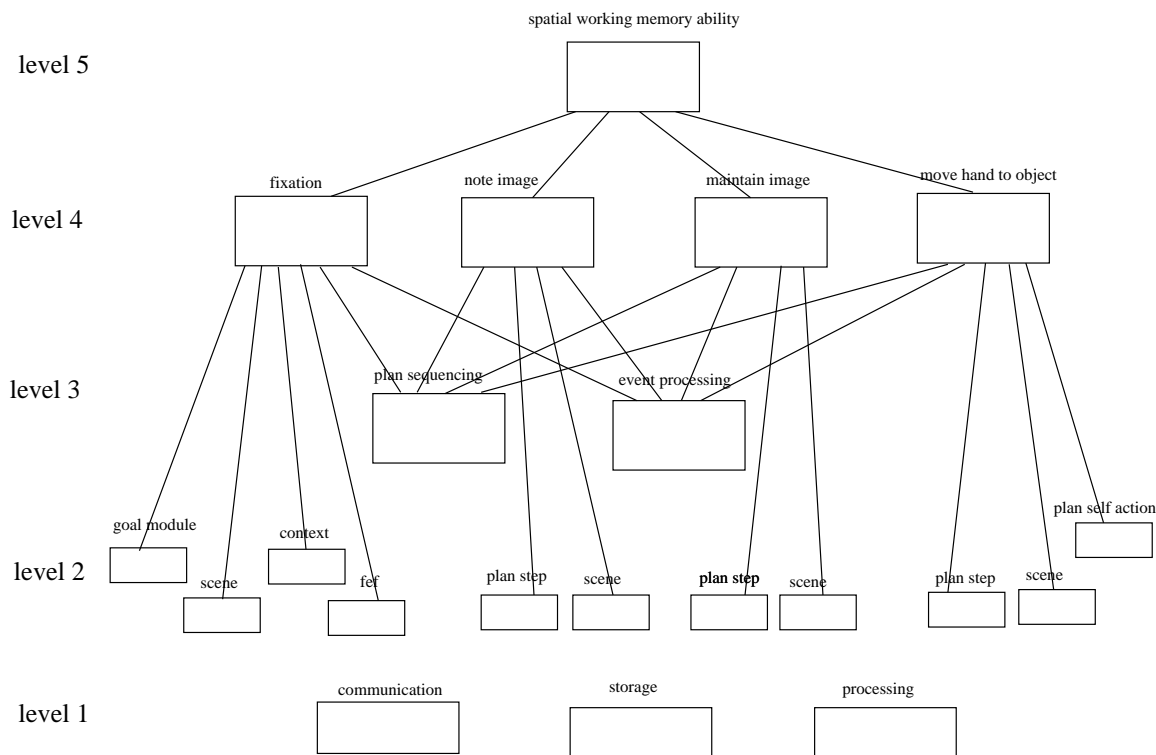 spatial working memory ability
level 5
fixation
note image
maintain image
move hand to object
level 4
plan sequencing
event processing
level 3
goal module
context
plan self action
level 2
scene
fef
plan step
scene
plan step
scene
plan step
scene
communication
storage
processing
level 1